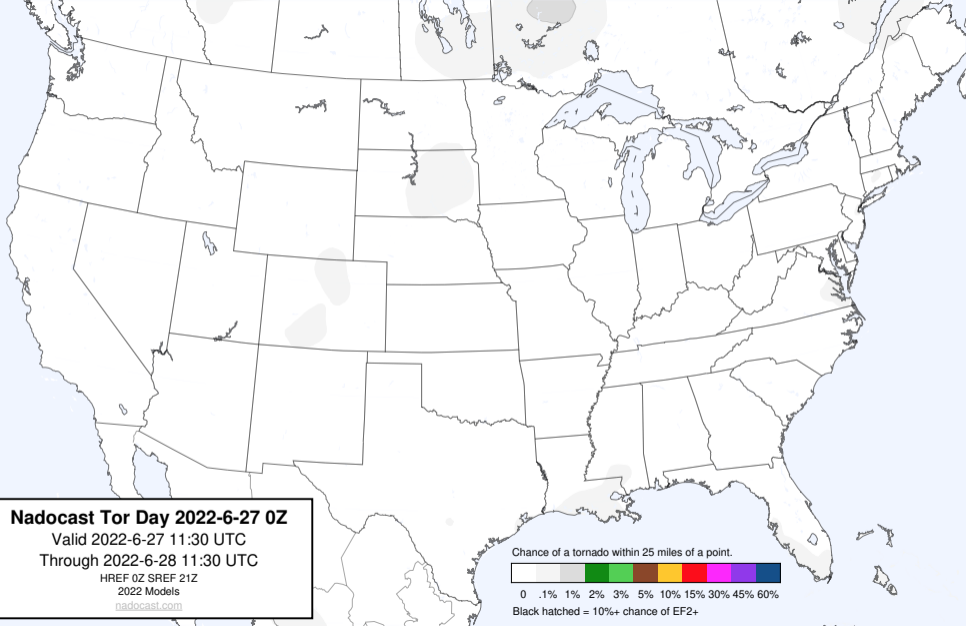 Nadocast Tor Day 2022-6-27 0Z
Valid 2022-6-27 11:30 UTC
Through 2022-6-28 11:30 UTC
HREF 0Z SREF 21Z
2022 Models
nadocast.com
Chance of a tornado within 25 miles of a point.
0 .1% 1% 2% 3% 5% 10% 15% 30% 45% 60%
Black hatched = 10%+ chance of EF2+